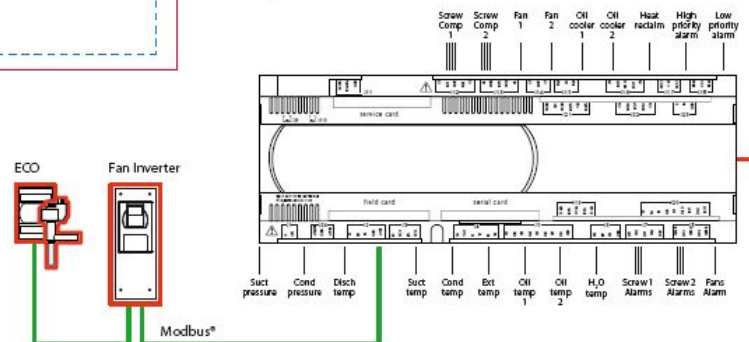 Screw
Comp
1
Screw
Comp
2
Fan
1
Fan
2
Oil
cooler
1
Oil
cooler
2
Heat
reclaim
High
priority
alarm
Low
priority
alarm
service card
ECO
Fan Inverter
field card
serial card
Suct
pressure
Cond
pressure
Disch
temp
Suct
temp
Cond
temp
Ext
temp
Oil
temp
1
Oil
temp
2
H₂O
temp
Screw1
Alarms
Screw2
Alarms
Fans
Alarm
Modbus®